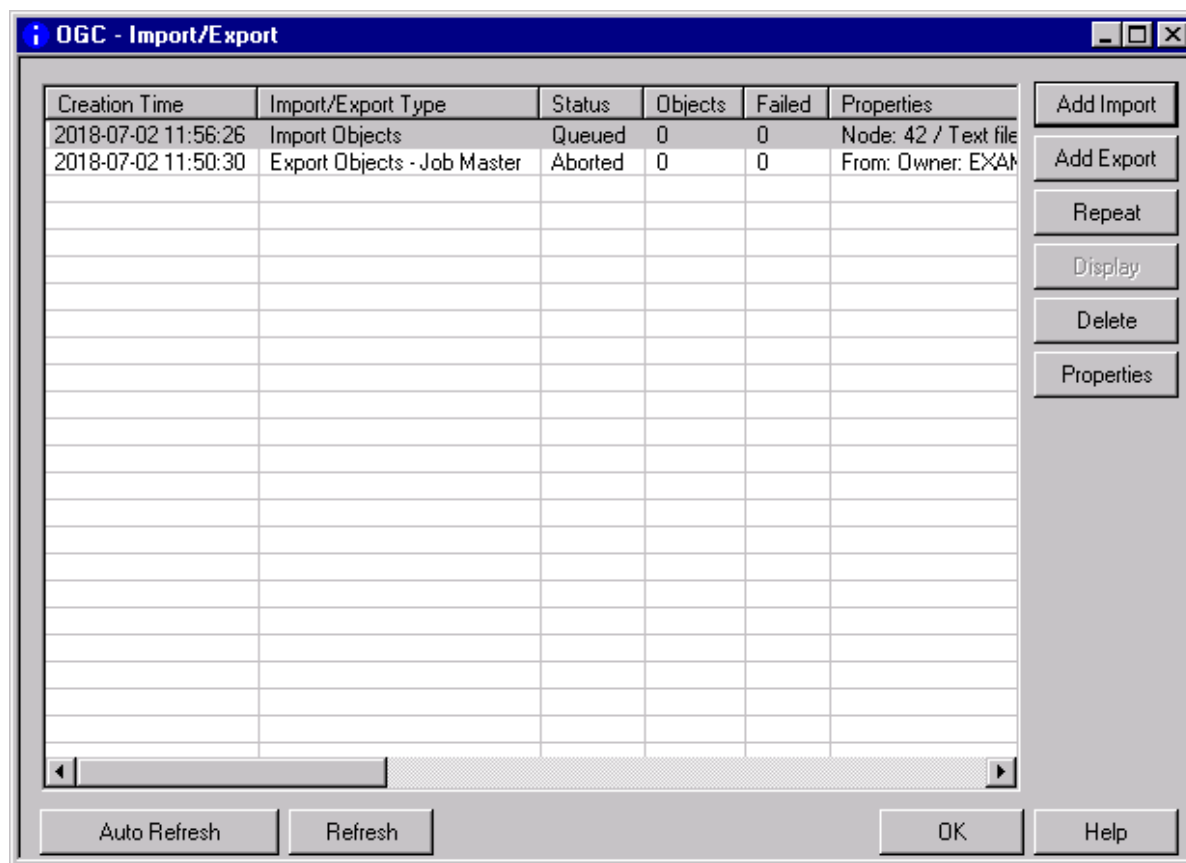 OGC - Import/Export
Creation Time Import/Export Type Status Objects Failed Properties
2018-07-02 11:56:26 Import Objects Queued 0 0 Node: 42 / Text file
2018-07-02 11:50:30 Export Objects - Job Master Aborted 0 0 From: Owner: EXAM
Add Import
Add Export
Repeat
Display
Delete
Properties
Auto Refresh Refresh OK Help